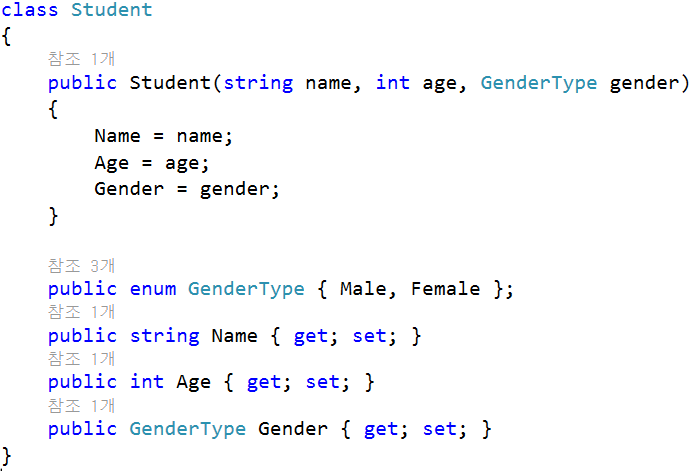 class Student
{
참조 1개
public Student(string name, int age, GenderType gender)
{
Name = name;
Age = age;
Gender = gender;
}
참조 3개
public enum GenderType { Male, Female };
참조 1개
public string Name { get; set; }
참조 1개
public int Age { get; set; }
참조 1개
public GenderType Gender { get; set; }
}